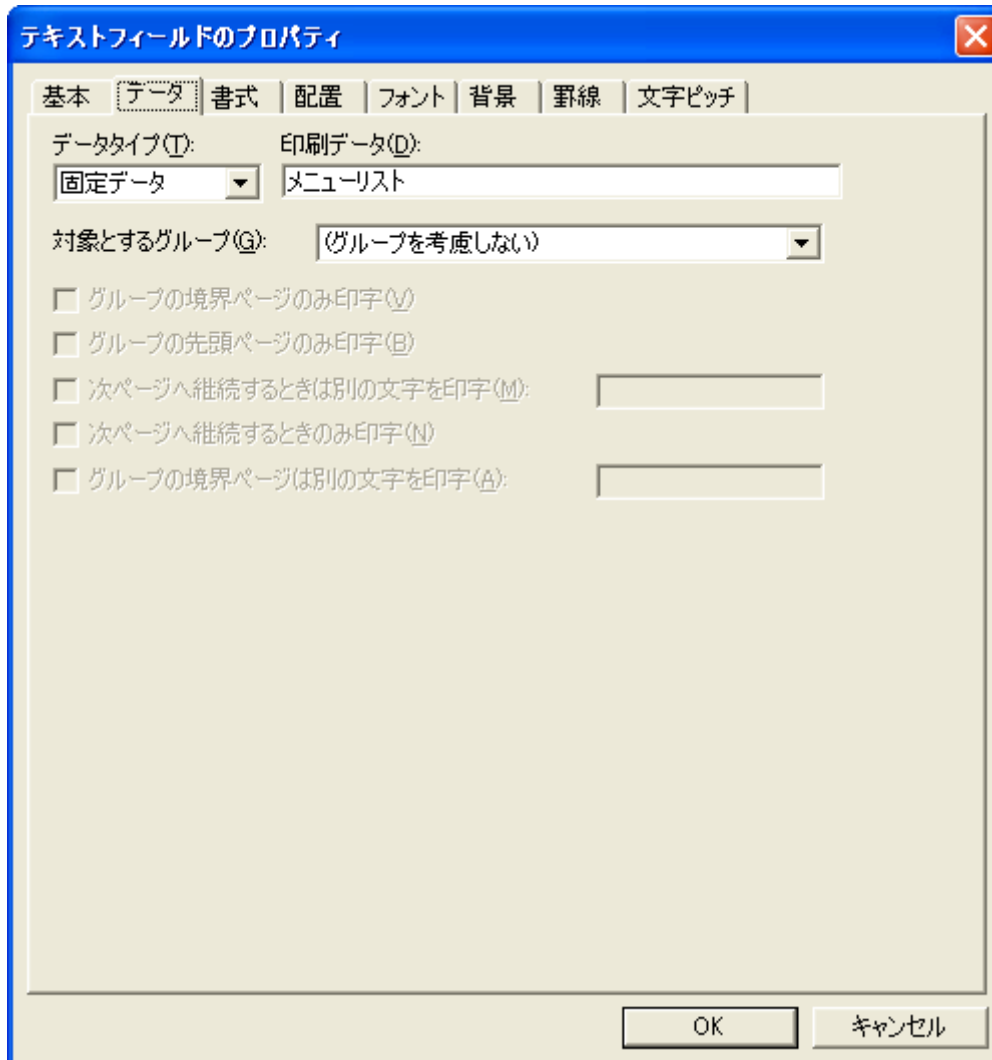 テキストフィールドのプロパティ
基本 データ 書式 配置 フォント 背景 罫線 文字ピッチ
データタイプ(T): 印刷データ(D):
固定データ メニューリスト
対象とするグループ(G): (グループを考慮しない)
グループの境界ページのみ印字(V)
グループの先頭ページのみ印字(B)
次ページへ継続するときは別の文字を印字(M):
次ページへ継続するときのみ印字(N)
グループの境界ページは別の文字を印字(A):
OK キャンセル